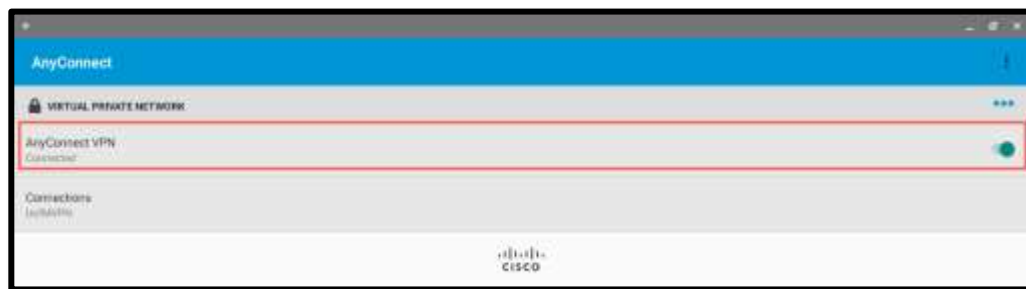 AnyConnect
VIRTUAL PRIVATE NETWORK
AnyConnect VPN
Connected
Connections
CISCO